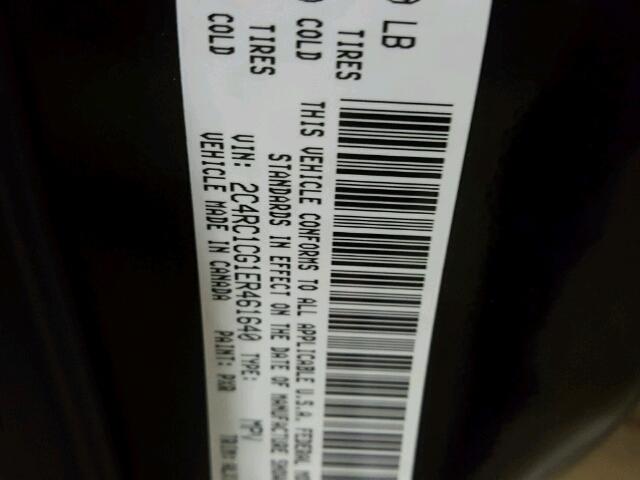 LB
TIRES
COLD
TIRES
COLD
THIS VEHICLE CONFORMS TO ALL APPLICABLE U.S.A. FEDERAL
STANDARDS IN EFFECT ON THE DATE OF MANUFACTURE
VIN: 2C4RC1CG1ER461640 TYPE: MPV
VEHICLE MADE IN CANADA PAINT: PXR